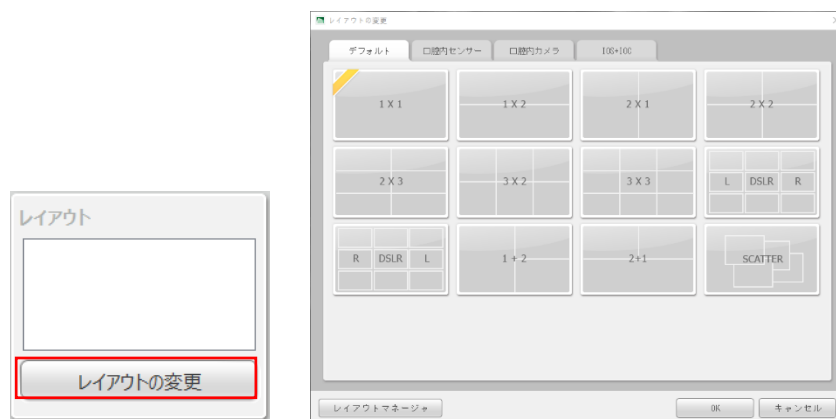 レイアウト
レイアウトの変更
レイアウトの変更
デフォルト 口腔内センサー 口腔内カメラ IOS+IOC
1 X 1 1 X 2 2 X 1 2 X 2
2 X 3 3 X 2 3 X 3 L DSLR R
R DSLR L 1 + 2 2+1 SCATTER
レイアウトマネージャ OK キャンセル